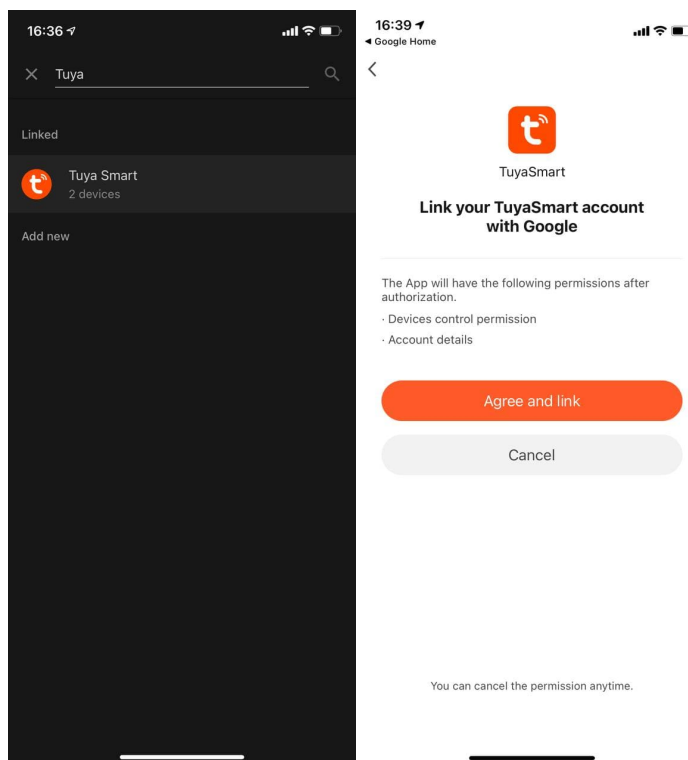 16:36
Tuya
Linked
Tuya Smart
2 devices
Add new
16:39
◀ Google Home
TuyaSmart
Link your TuyaSmart account
with Google
The App will have the following permissions after
authorization.
· Devices control permission
· Account details
Agree and link
Cancel
You can cancel the permission anytime.